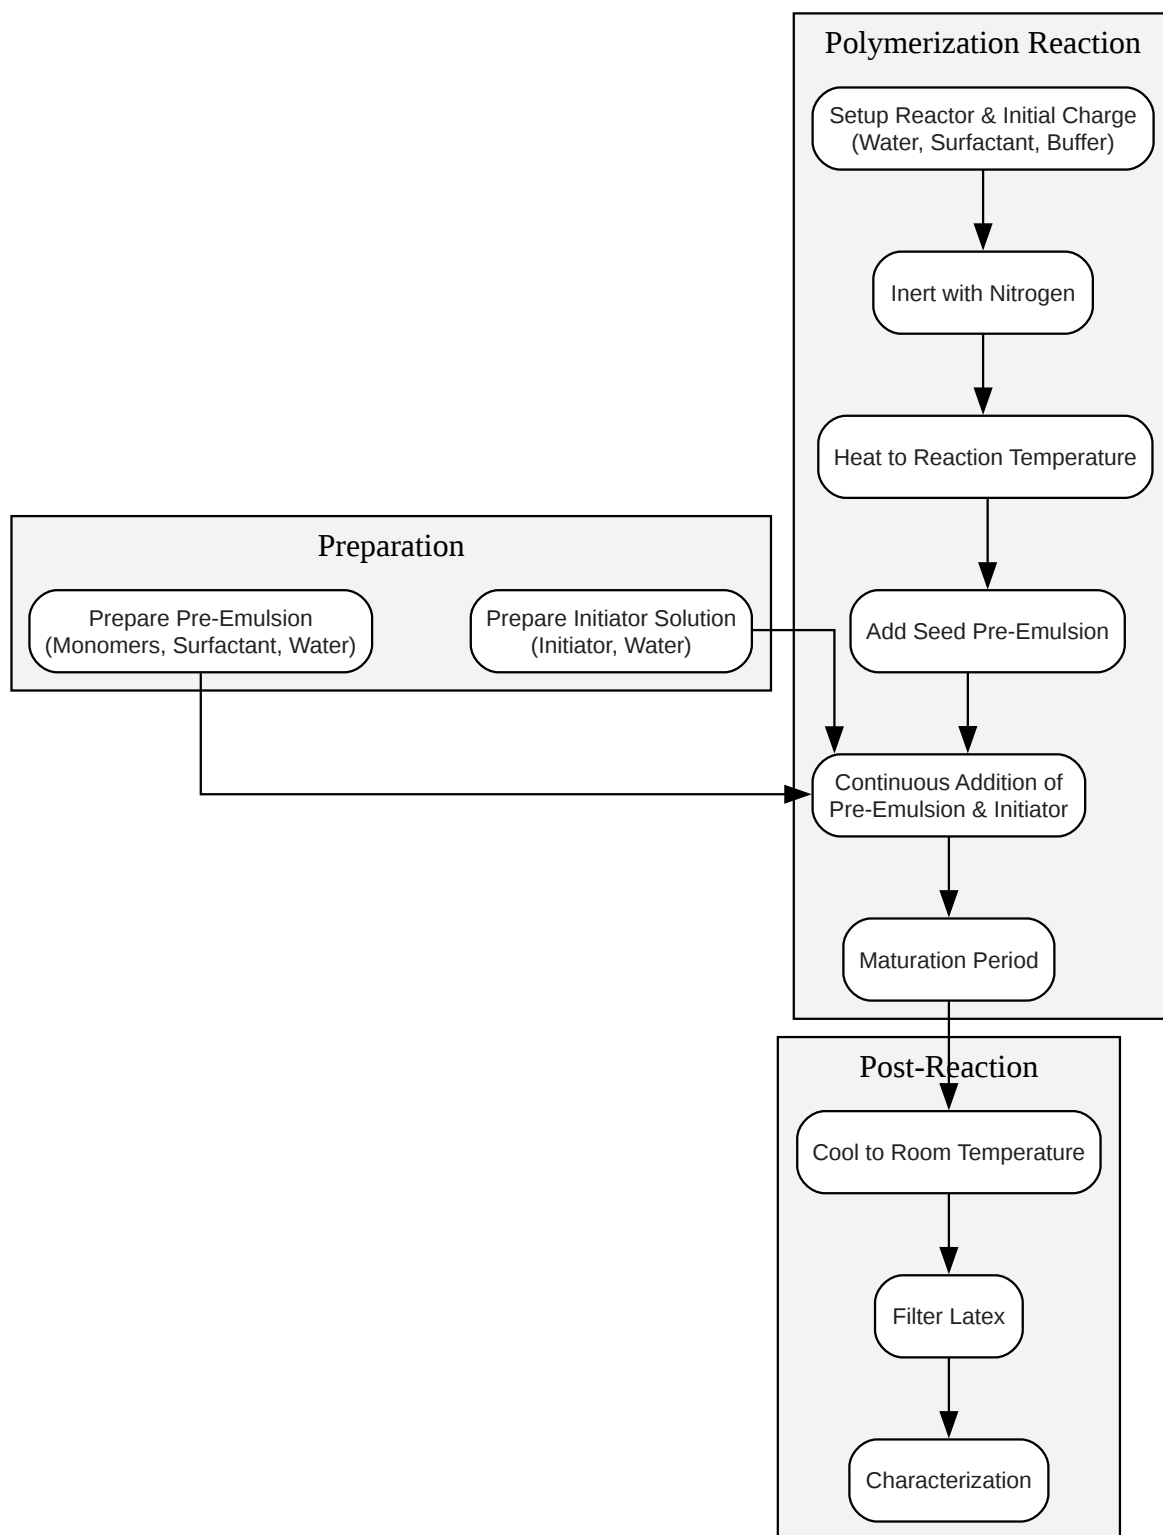 Polymerization Reaction
Setup Reactor & Initial Charge
(Water, Surfactant, Buffer)
Inert with Nitrogen
Heat to Reaction Temperature
Preparation
Prepare Pre-Emulsion
(Monomers, Surfactant, Water)
Prepare Initiator Solution
(Initiator, Water)
Add Seed Pre-Emulsion
Continuous Addition of
Pre-Emulsion & Initiator
Maturation Period
Post-Reaction
Cool to Room Temperature
Filter Latex
Characterization